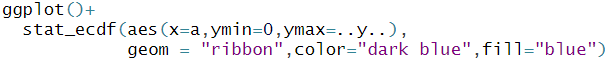 ggplot()+
  stat_ecdf(aes(x=a,ymin=0,ymax=..y..),
            geom = "ribbon",color="dark blue",fill="blue")